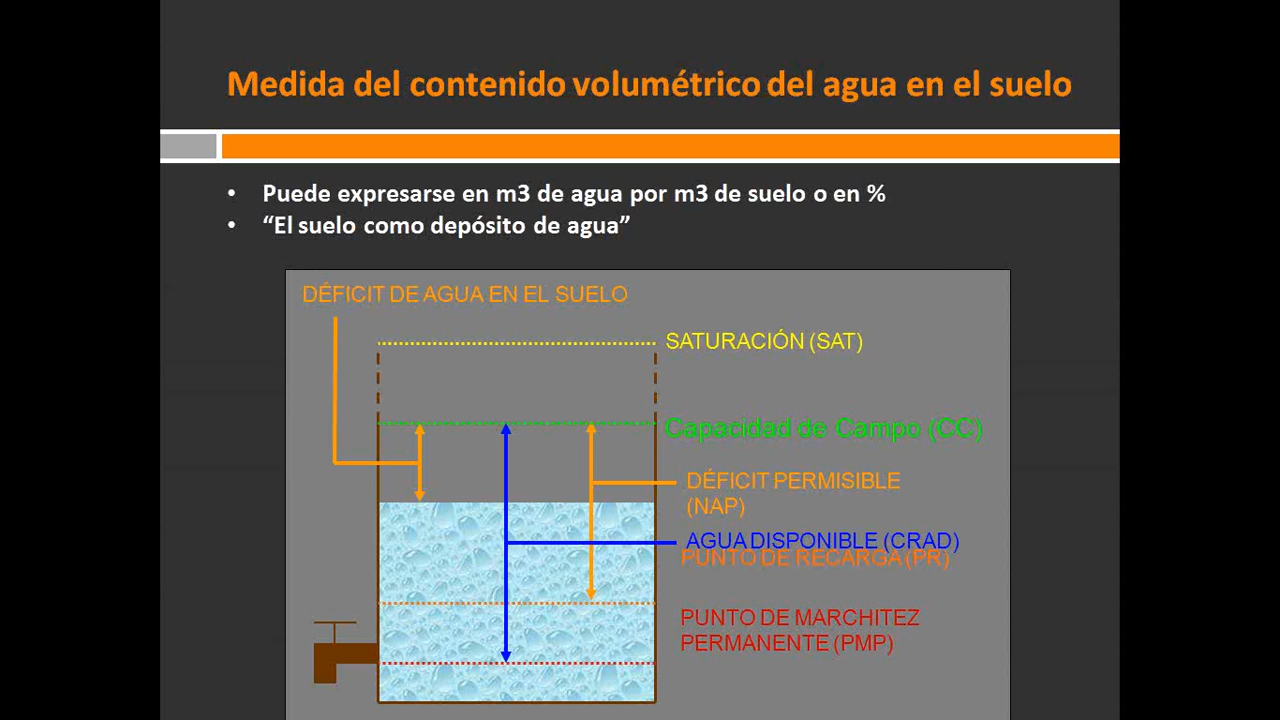 Medida del contenido volumétrico del agua en el suelo
• Puede expresarse en m3 de agua por m3 de suelo o en %
• “El suelo como depósito de agua”
DÉFICIT DE AGUA EN EL SUELO
SATURACIÓN (SAT)
Capacidad de Campo (CC)
DÉFICIT PERMISIBLE
(NAP)
AGUA DISPONIBLE (CRAD)
PUNTO DE RECARGA (PR)
PUNTO DE MARCHITEZ
PERMANENTE (PMP)